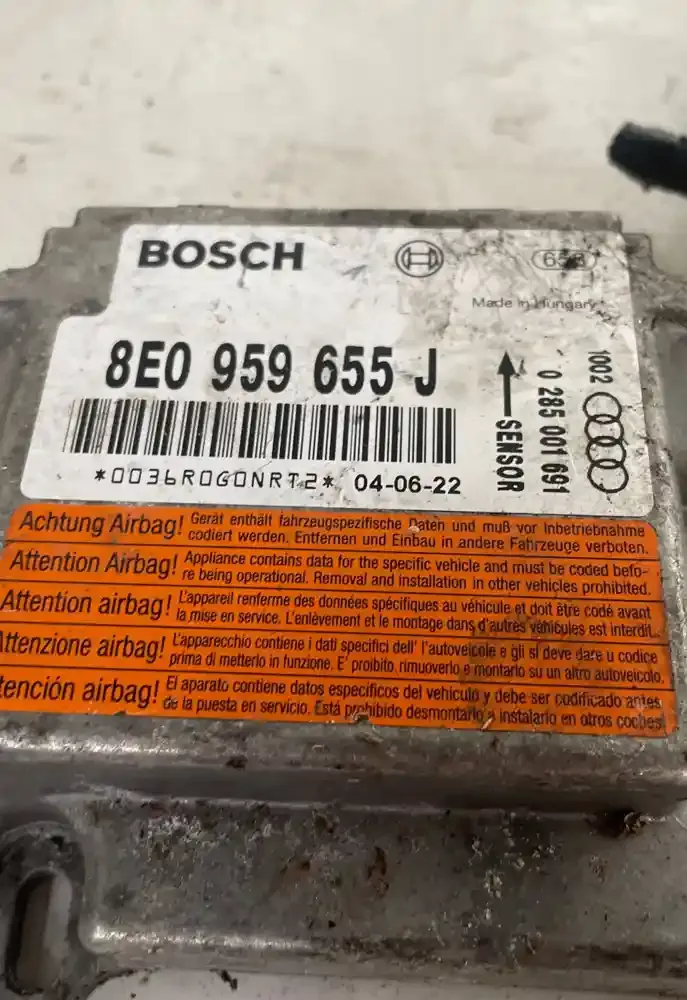 BOSCH
Made in Hungary
8E0 959 655 J
*0036R0G0NRT2* 04-06-22
SENSOR
0 285 001 691
1002
Achtung Airbag! Gerät enthält fahrzeugspezifische Daten und muß vor Inbetriebnahme
codiert werden. Entfernen und Einbau in andere Fahrzeuge verboten.
Attention Airbag! Appliance contains data for the specific vehicle and must be coded befo-
re being operational. Removal and installation in other vehicles prohibited.
Attention airbag! L'appareil renferme des données spécifiques au véhicule et doit être codé avant
la mise en service. L'enlèvement et le montage dans d'autres véhicules est interdit.
Attenzione airbag! L'apparecchio contiene i dati specifici dell' l'autoveicole e gli si deve dare u codice
prima di metterlo in funzione. E' proibito, rimuoverlo e montarlo su un altro autoveicolo.
tención airbag! El aparato contiene datos especificos del vehiculo y debe ser codificado antes
de la puesta en servicio. Está prohibido desmontarlo e instalarlo en otros coches!